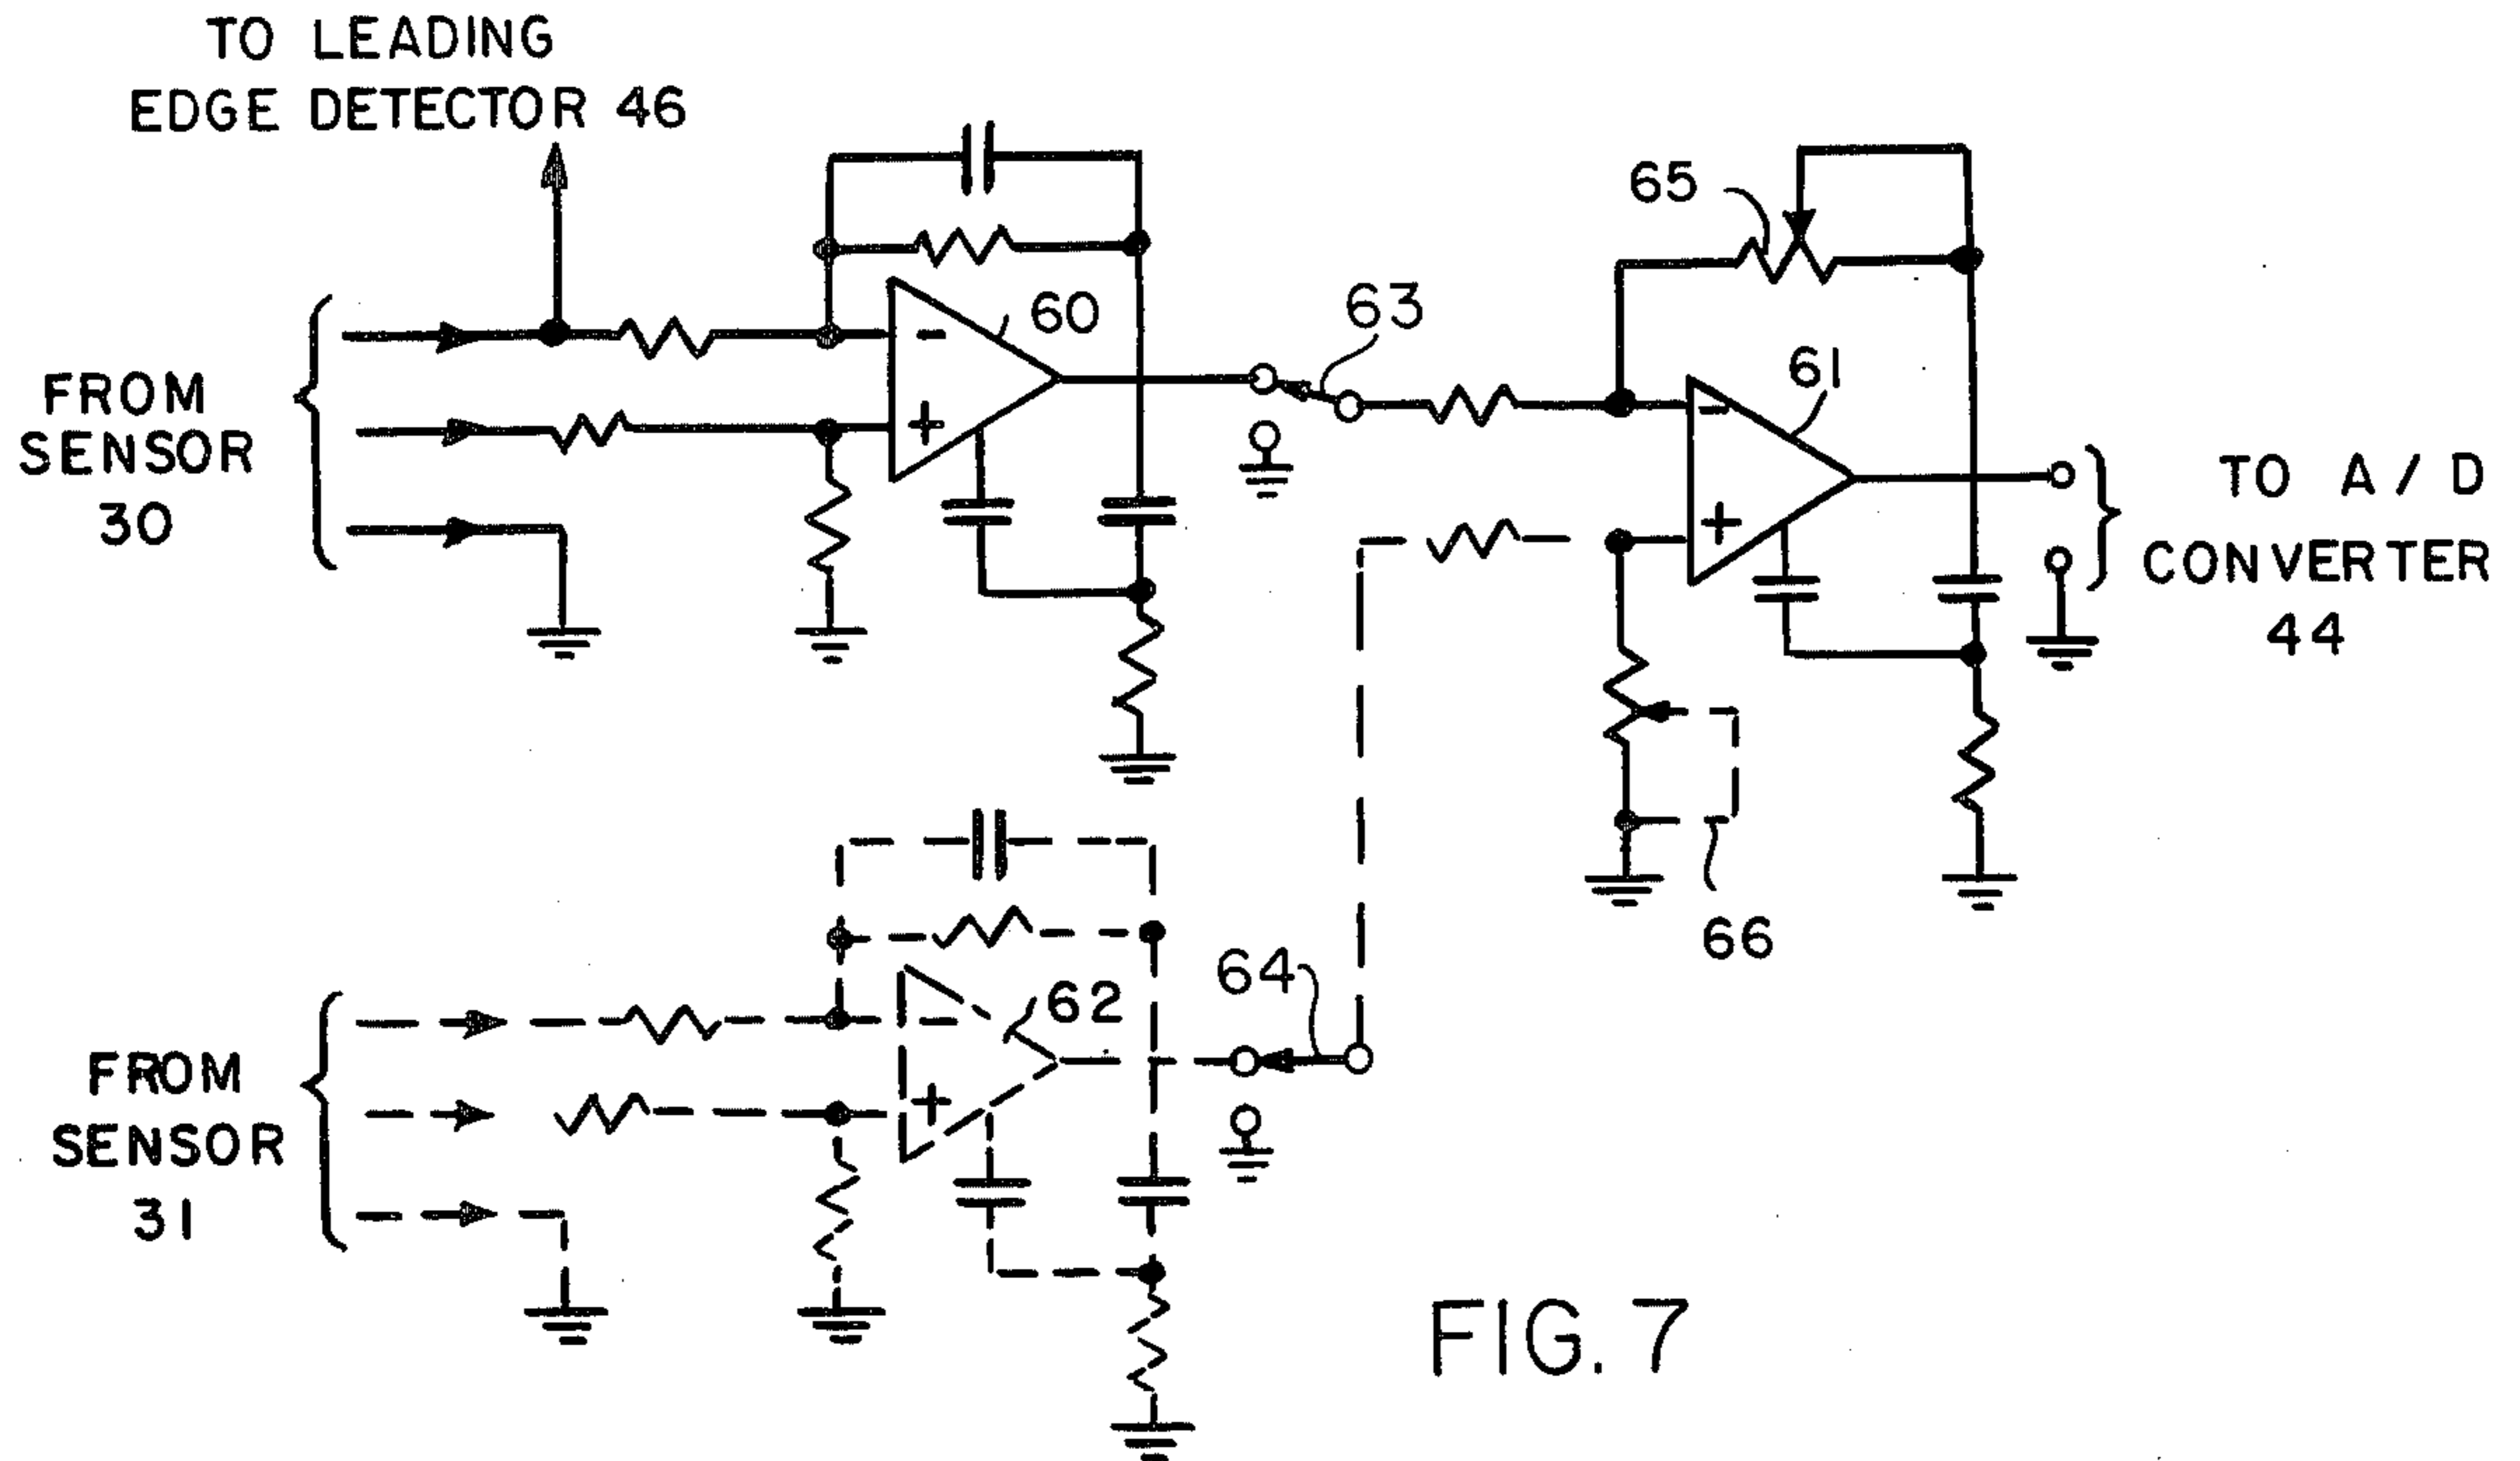 TO LEADING
EDGE DETECTOR 46
65
60
63
-
FROM
SENSOR
30
+
61
-
+
TO A/D
CONVERTER
44
66
64
62
-
FROM
SENSOR
31
+
FIG. 7